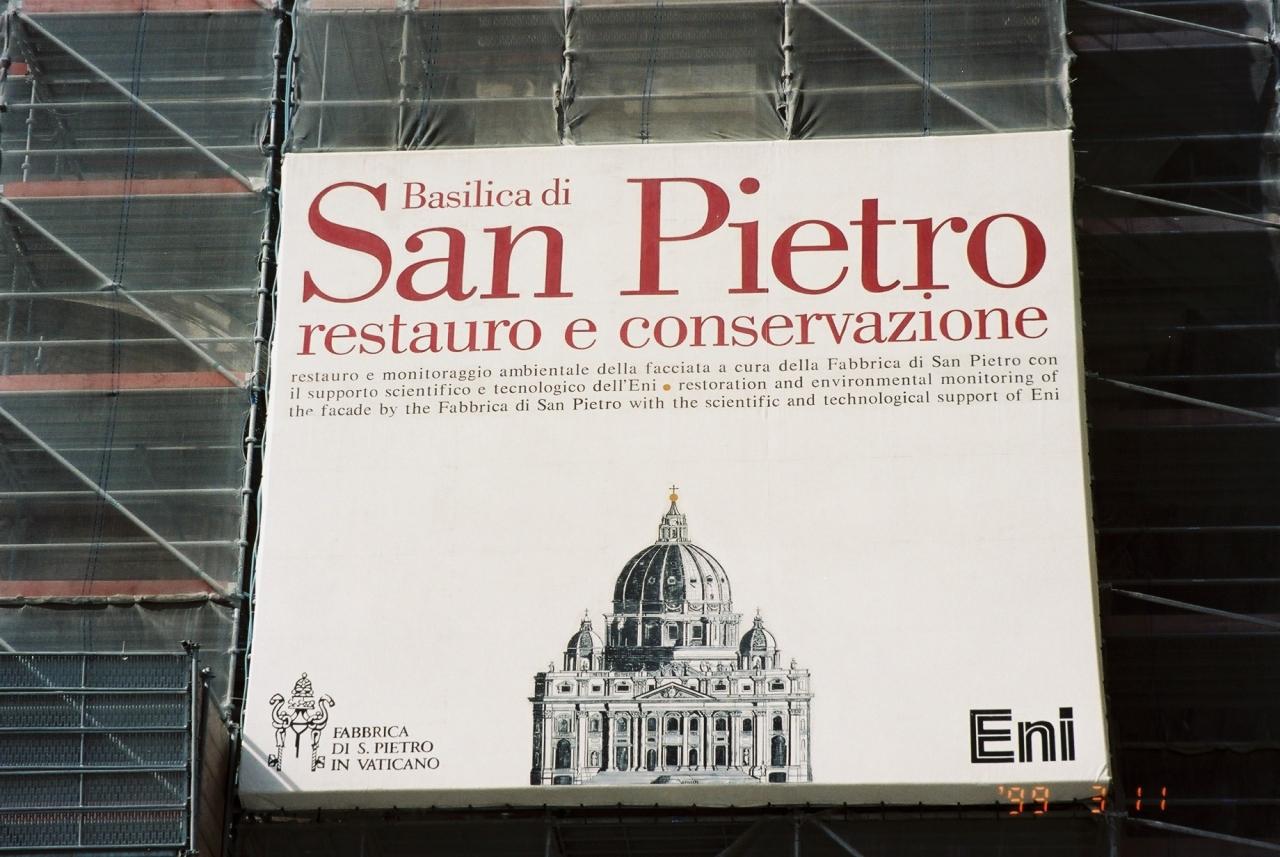 Basilica di
San Pietro
restauro e conservazione
restauro e monitoraggio ambientale della facciata a cura della Fabbrica di San Pietro con
il supporto scientifico e tecnologico dell'Eni • restoration and environmental monitoring of
the facade by the Fabbrica di San Pietro with the scientific and technological support of Eni
FABBRICA
DI S. PIETRO
IN VATICANO
Eni
'99 3 11